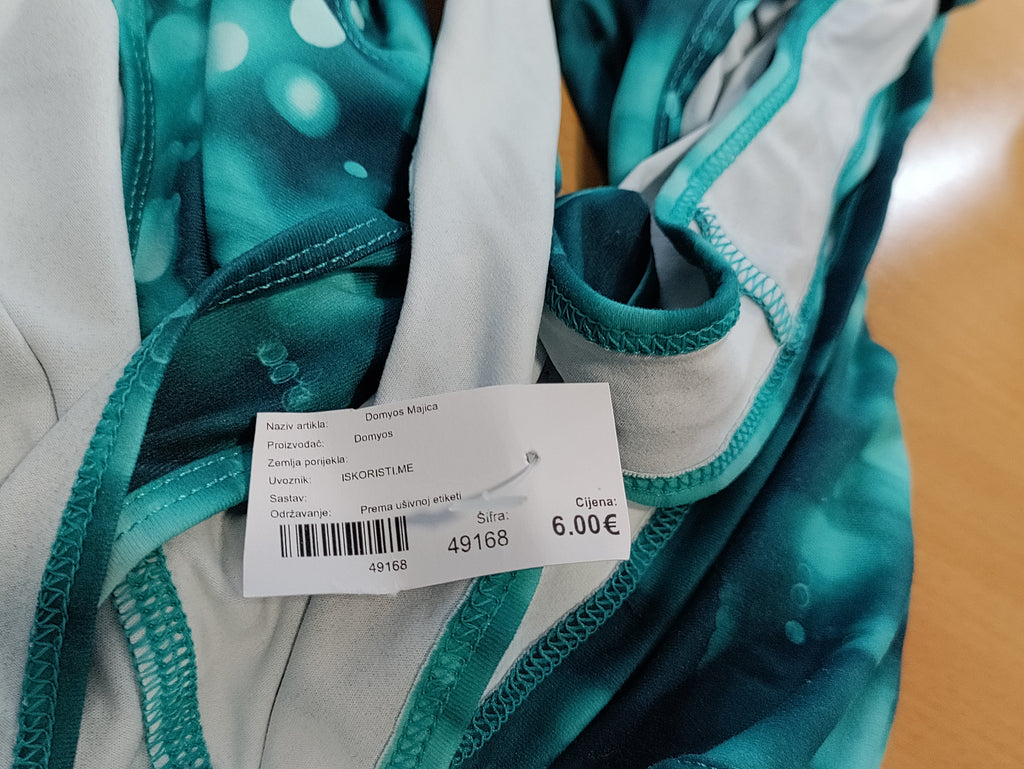 Naziv artikla: Domyos Majica
Proizvođač: Domyos
Zemlja porijekla:
Uvoznik: ISKORISTI.ME
Sastav:
Održavanje: Prema ušivnoj etiketi
49168
Šifra:
49168
Cijena:
6.00€